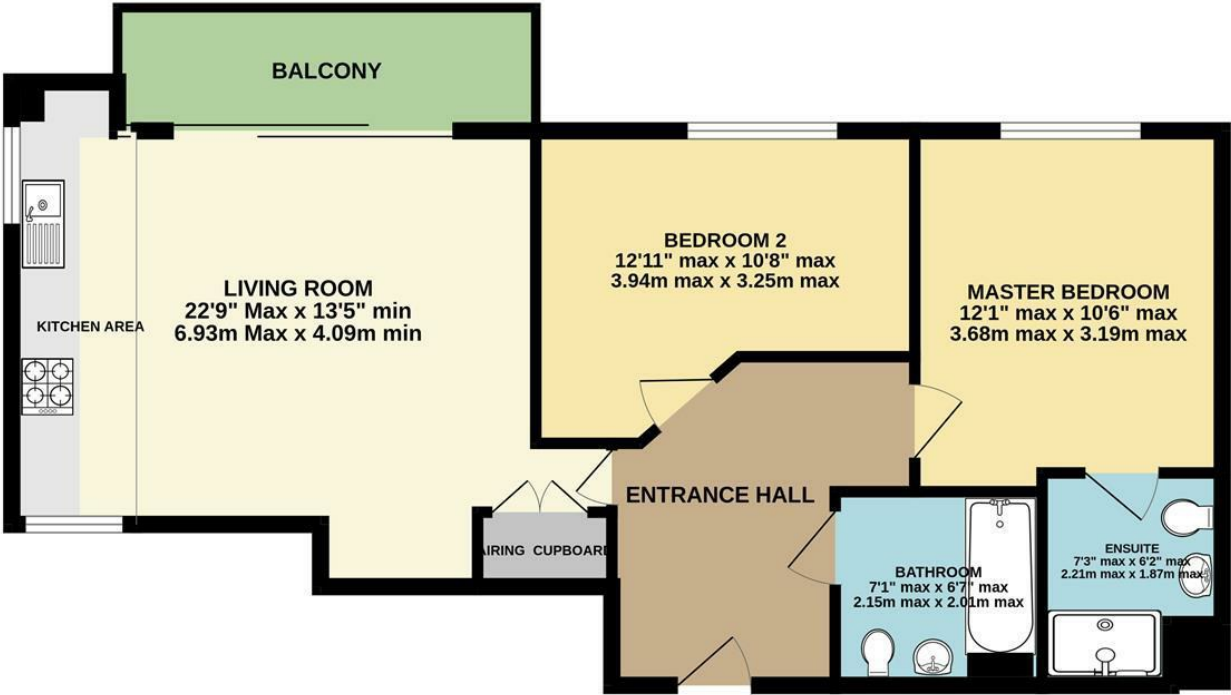 BALCONY
BEDROOM 2
12'11" max x 10'8" max
3.94m max x 3.25m max
LIVING ROOM
22'9" Max x 13'5" min
6.93m Max x 4.09m min
MASTER BEDROOM
12'1" max x 10'6" max
3.68m max x 3.19m max
KITCHEN AREA
ENTRANCE HALL
AIRING CUPBOARD
BATHROOM
7'1" max x 6'7" max
2.15m max x 2.01m max
ENSUITE
7'3" max x 6'2" max
2.21m max x 1.87m max